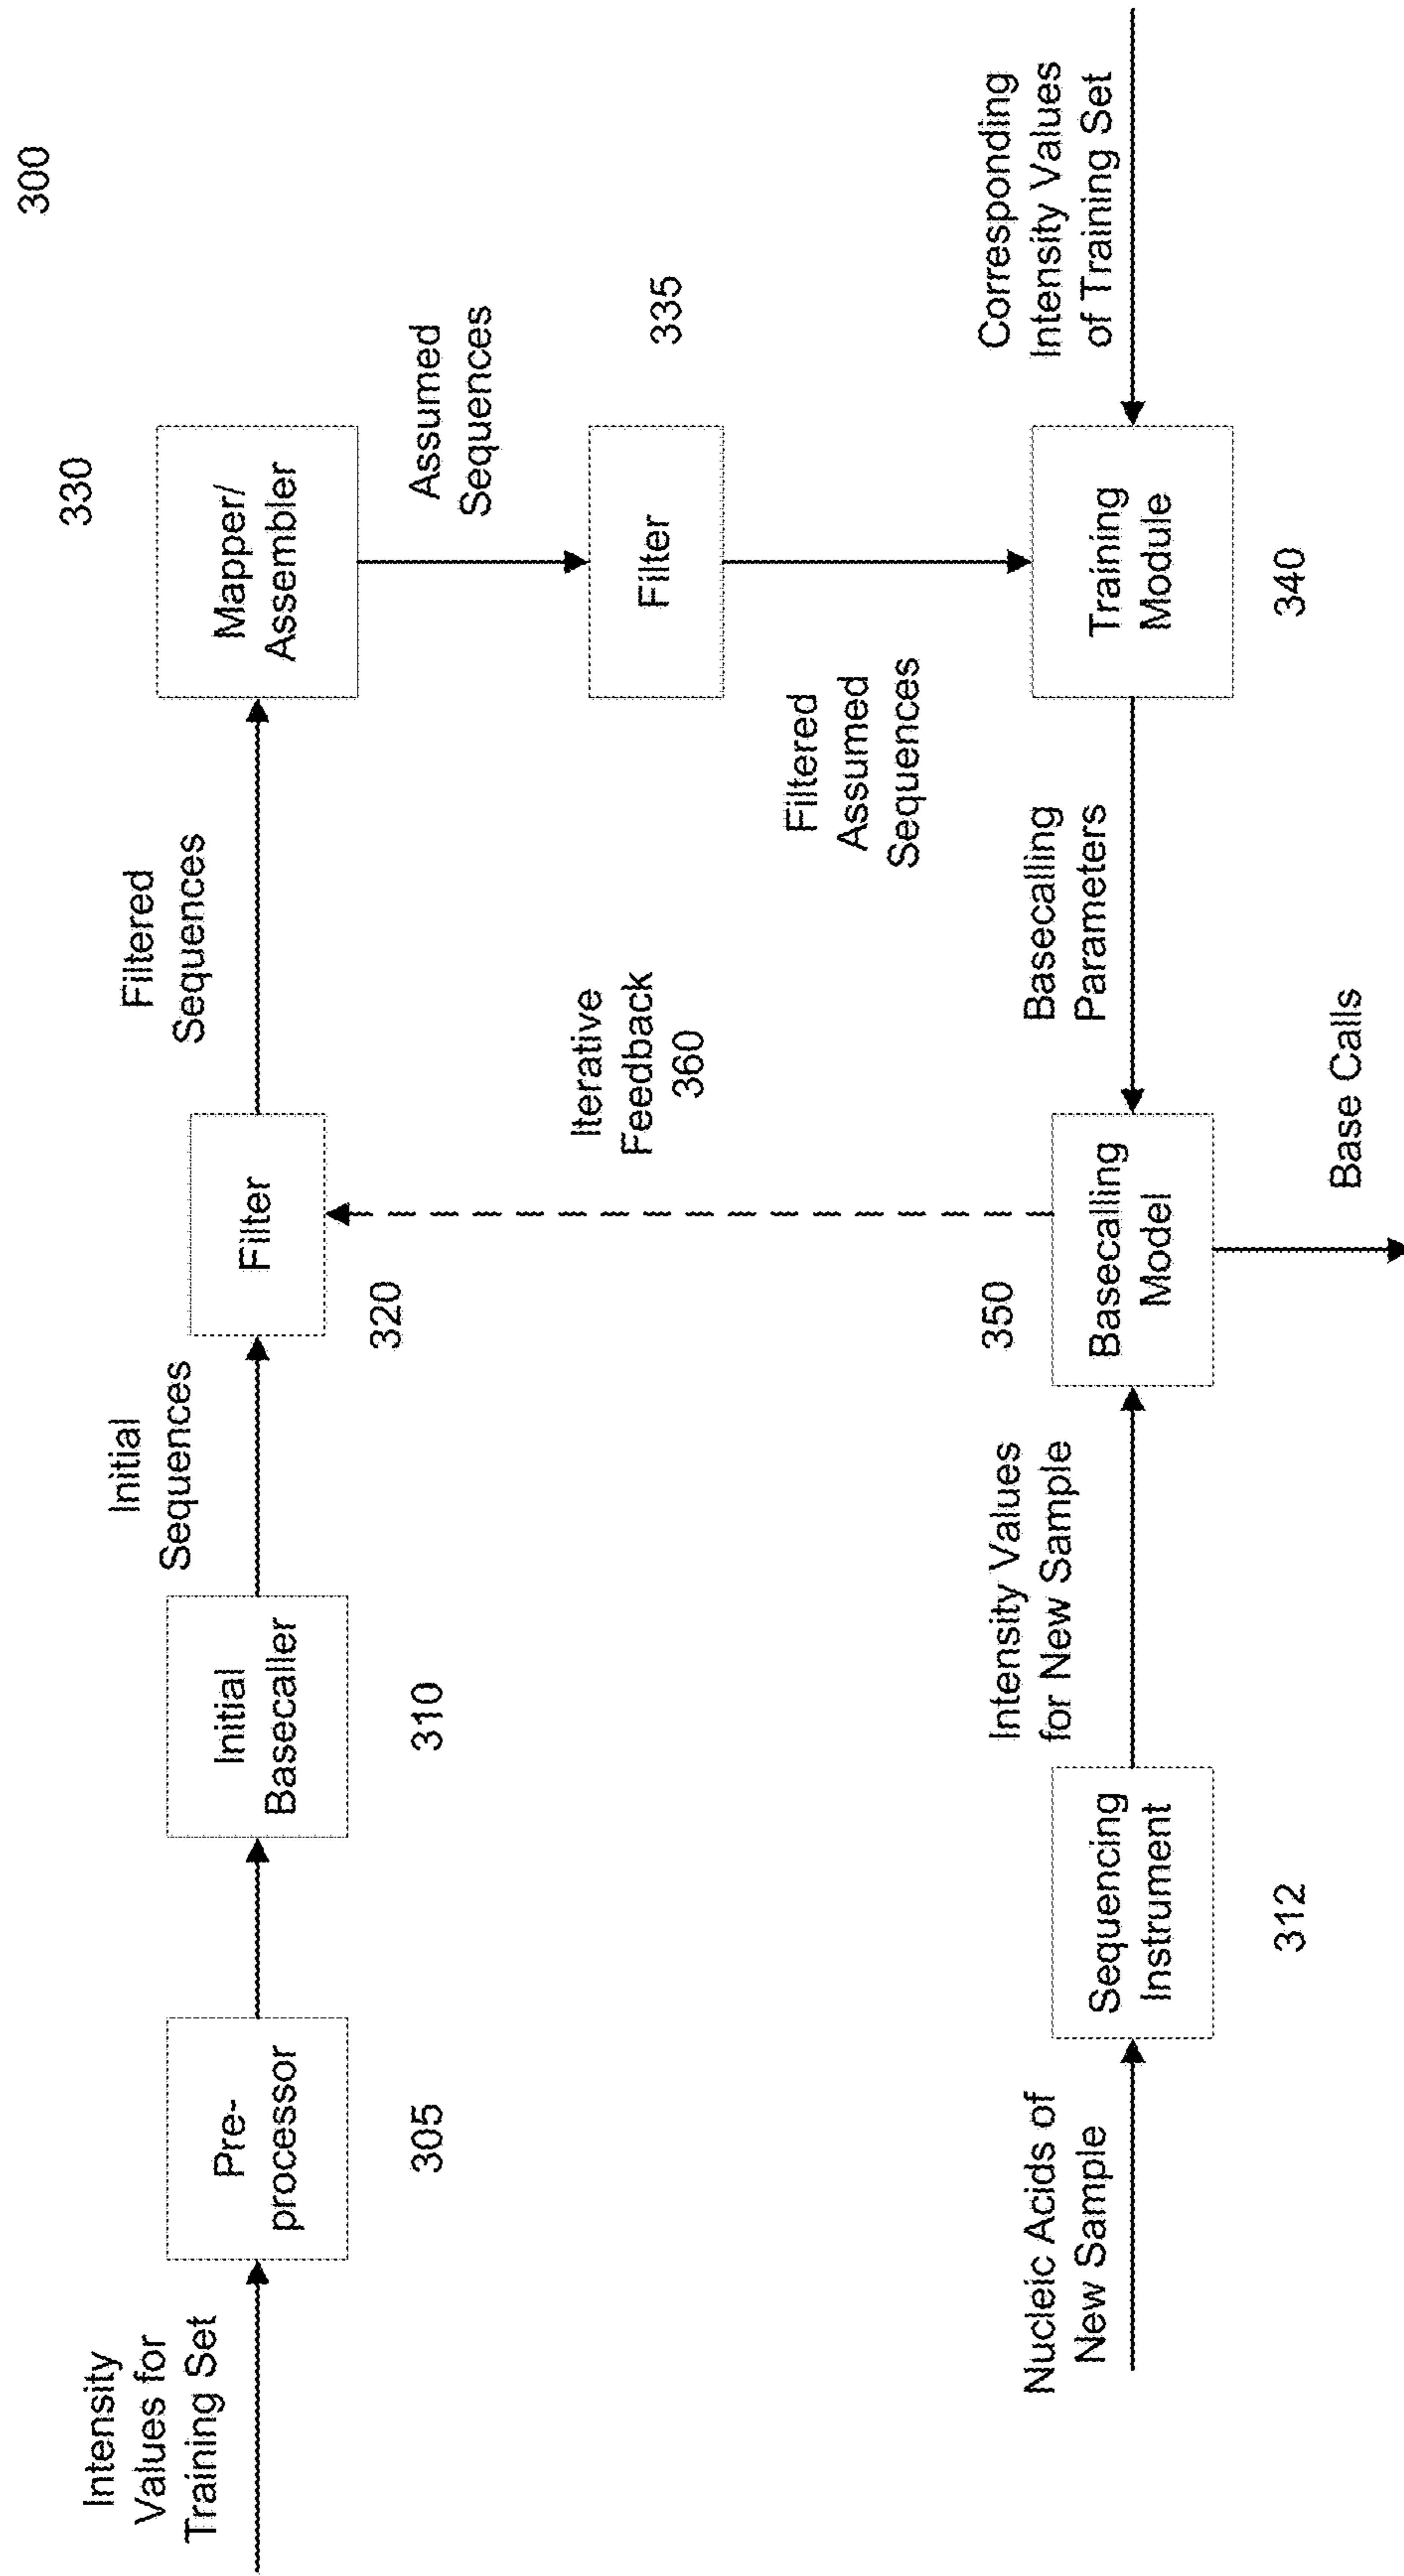 300
Intensity
Values for
Training Set
Pre-
processor
305
Initial
Basecaller
310
Initial
Sequences
Filter
320
Filtered
Sequences
Mapper/
Assembler
330
Assumed
Sequences
Filter
335
Filtered
Assumed
Sequences
Iterative
Feedback
360
Nucleic Acids of
New Sample
Sequencing
Instrument
312
Intensity Values
for New Sample
350
Basecalling
Model
Base Calls
Basecalling
Parameters
Training
Module
340
Corresponding
Intensity Values
of Training Set